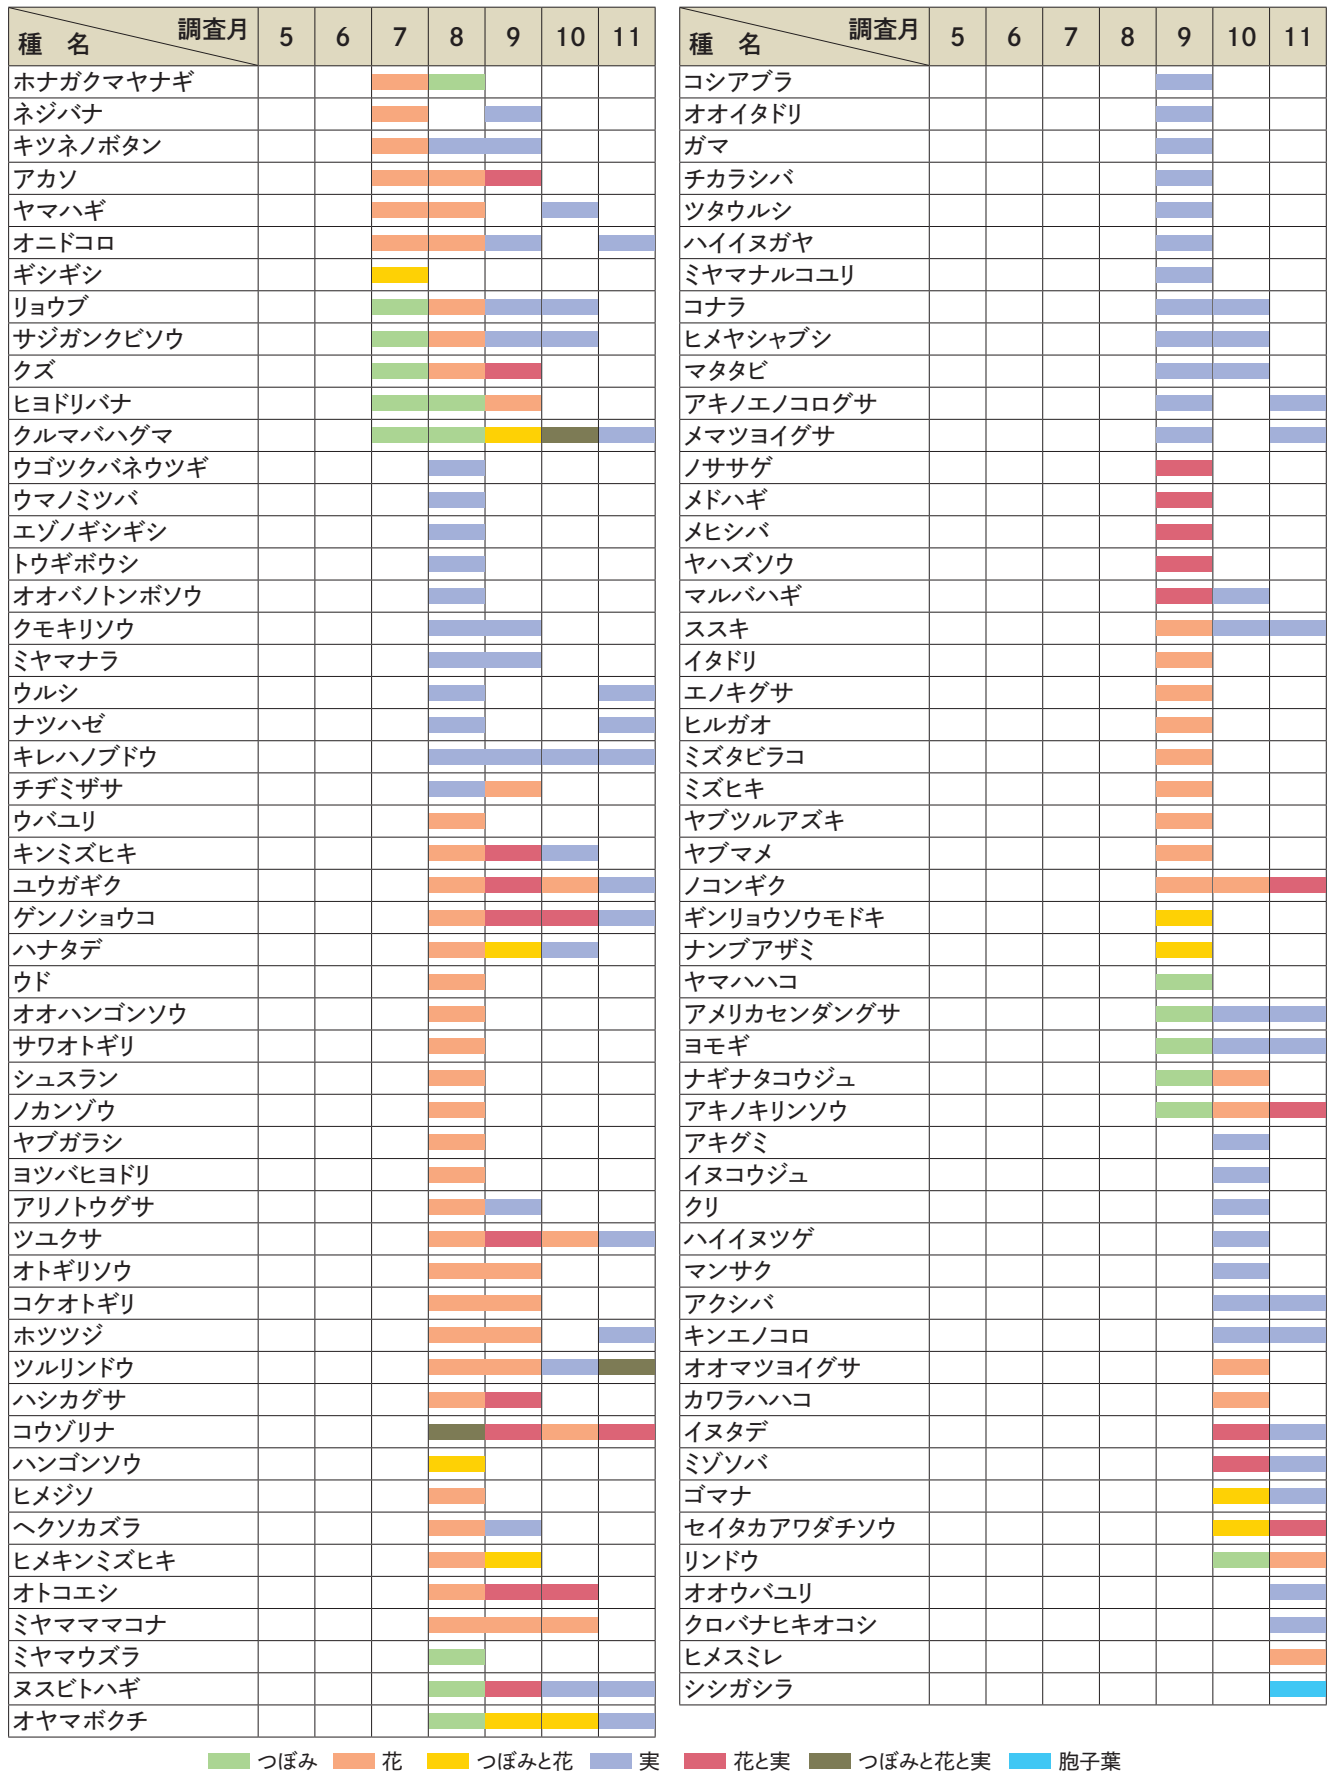 種 名 調査月 5 6 7 8 9 10 11
ホナガクマヤナギ
ネジバナ
キツネノボタン
アカソ
ヤマハギ
オニドコロ
ギシギシ
リョウブ
サジガンクビソウ
クズ
ヒヨドリバナ
クルマバハグマ
ウゴツクバネウツギ
ウマノミツバ
エゾノギシギシ
トウギボウシ
オオバノトンボソウ
クモキリソウ
ミヤマナラ
ウルシ
ナツハゼ
キレハノブドウ
チヂミザサ
ウバユリ
キンミズヒキ
ユウガギク
ゲンノショウコ
ハナタデ
ウド
オオハンゴンソウ
サワオトギリ
シュスラン
ノカンゾウ
ヤブガラシ
ヨツバヒヨドリ
アリノトウグサ
ツユクサ
オトギリソウ
コケオトギリ
ホツツジ
ツルリンドウ
ハシカグサ
コウゾリナ
ハンゴンソウ
ヒメジソ
ヘクソカズラ
ヒメキンミズヒキ
オトコエシ
ミヤマママコナ
ミヤマウズラ
ヌスビトハギ
オヤマボクチ
種 名 調査月 5 6 7 8 9 10 11
コシアブラ
オオイタドリ
ガマ
チカラシバ
ツタウルシ
ハイイヌガヤ
ミヤマナルコユリ
コナラ
ヒメヤシャブシ
マタタビ
アキノエノコログサ
メマツヨイグサ
ノササゲ
メドハギ
メヒシバ
ヤハズソウ
マルバハギ
ススキ
イタドリ
エノキグサ
ヒルガオ
ミズタビラコ
ミズヒキ
ヤブツルアズキ
ヤブマメ
ノコンギク
ギンリョウソウモドキ
ナンブアザミ
ヤマハハコ
アメリカセンダングサ
ヨモギ
ナギナタコウジュ
アキノキリンソウ
アキグミ
イヌコウジュ
クリ
ハイイヌツゲ
マンサク
アクシバ
キンエノコロ
オオマツヨイグサ
カワラハハコ
イヌタデ
ミゾソバ
ゴマナ
セイタカアワダチソウ
リンドウ
オオウバユリ
クロバナヒキオコシ
ヒメスミレ
シシガシラ
つぼみ 花 つぼみと花 実 花と実 つぼみと花と実 胞子葉